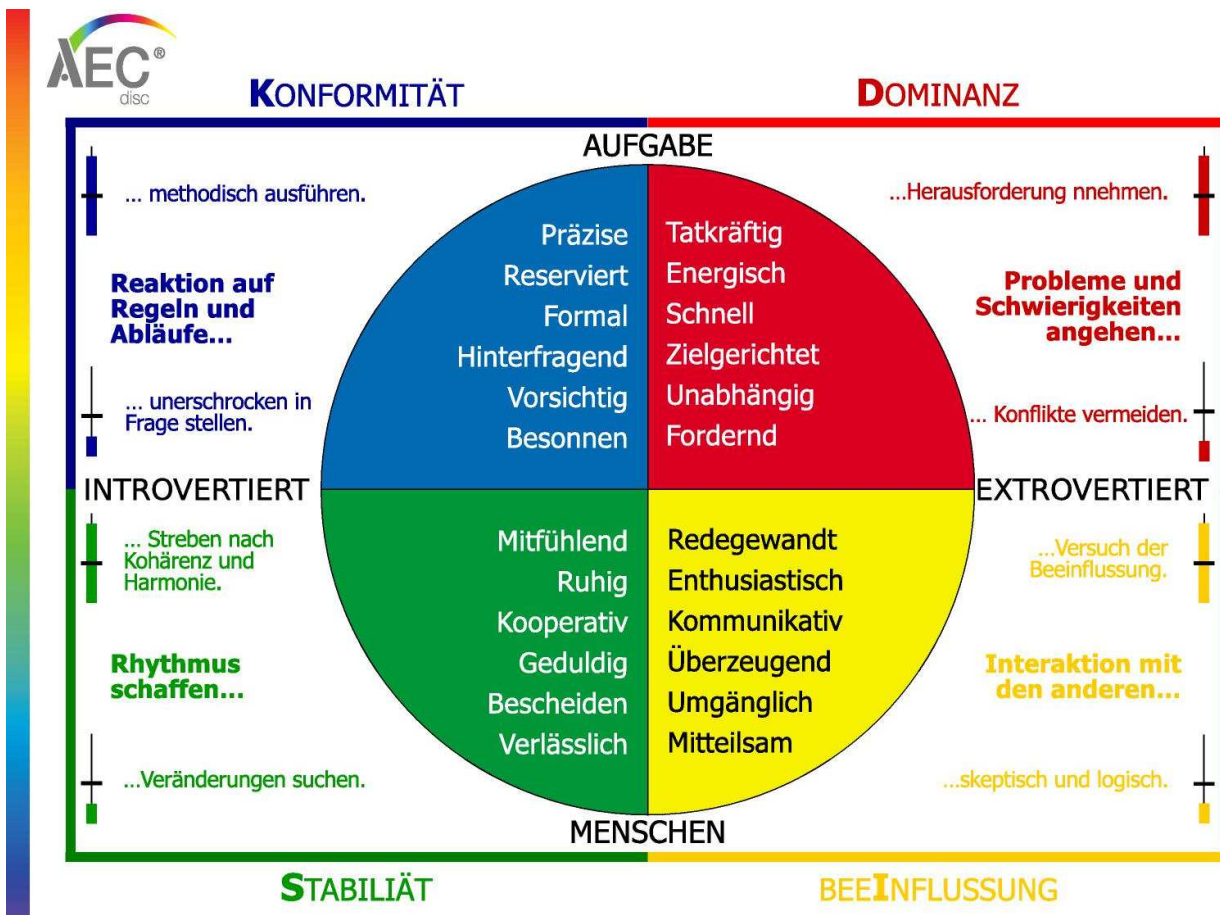 AEC®
disc
KONFORMITÄT
DOMINANZ
AUFGABE
... methodisch ausführen.
Reaktion auf
Regeln und
Abläufe...
... unerschrocken in
Frage stellen.
Präzise
Reserviert
Formal
Hinterfragend
Vorsichtig
Besonnen
Tatkräftig
Energisch
Schnell
Zielgerichtet
Unabhängig
Fordernd
...Herausforderung nnehmen.
Probleme und
Schwierigkeiten
angehen...
... Konflikte vermeiden.
INTROVERTIERT
EXTROVERTIERT
... Streben nach
Kohärenz und
Harmonie.
Rhythmus
schaffen...
...Veränderungen suchen.
Mitfühlend
Ruhig
Kooperativ
Geduldig
Bescheiden
Verlässlich
Redegewandt
Enthusiastisch
Kommunikativ
Überzeugend
Umgänglich
Mitteilsam
...Versuch der
Beeinflussung.
Interaktion mit
den anderen...
...skeptisch und logisch.
MENSCHEN
STABILIÄT
BEEINFLUSSUNG